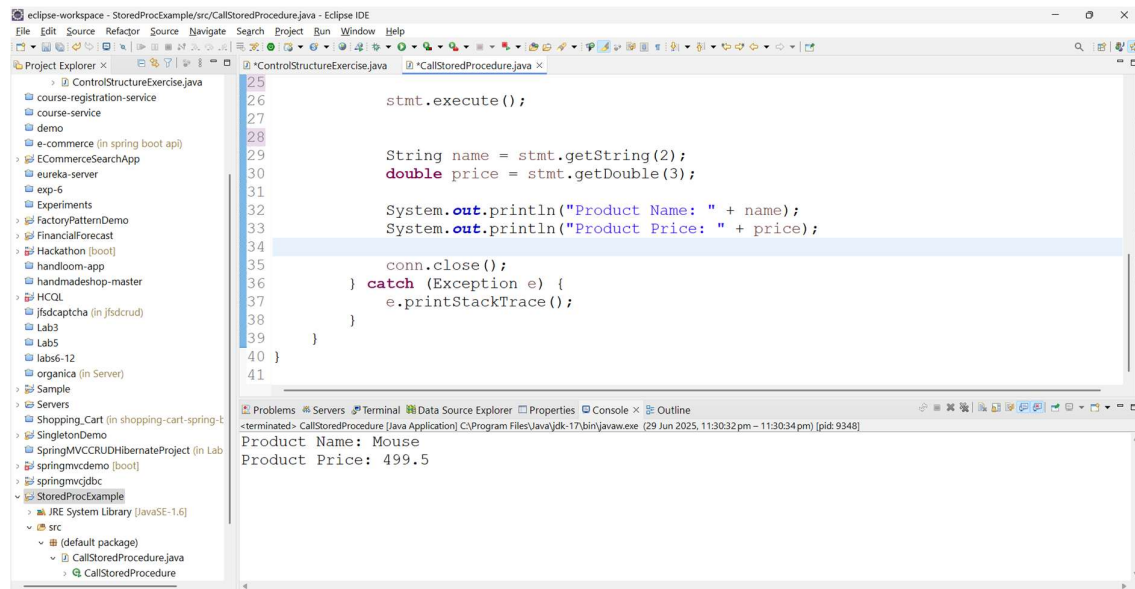 eclipse-workspace - StoredProcExample/src/CallStoredProcedure.java - Eclipse IDE
File Edit Source Refactor Source Navigate Search Project Run Window Help
Project Explorer
ControlStructureExercise.java
course-registration-service
course-service
demo
e-commerce (in spring boot api)
ECommerceSearchApp
eureka-server
exp-6
Experiments
FactoryPatternDemo
FinancialForecast
Hackathon [boot]
handloom-app
handmadeshop-master
HCQL
jfsdcaptcha (in jfsdcrud)
Lab3
Lab5
labs6-12
organica (in Server)
Sample
Servers
Shopping_Cart (in shopping-cart-spring-b
SingletonDemo
SpringMVCCRUDHibernateProject (in Lab
springmvcdemo [boot]
springmvcjdbc
StoredProcExample
JRE System Library [JavaSE-1.6]
src
(default package)
CallStoredProcedure.java
CallStoredProcedure
*ControlStructureExercise.java *CallStoredProcedure.java
25
26 stmt.execute();
27
28
29 String name = stmt.getString(2);
30 double price = stmt.getDouble(3);
31
32 System.out.println("Product Name: " + name);
33 System.out.println("Product Price: " + price);
34
35 conn.close();
36 } catch (Exception e) {
37 e.printStackTrace();
38 }
39 }
40 }
41
Problems Servers Terminal Data Source Explorer Properties Console Outline
<terminated> CallStoredProcedure [Java Application] C:\Program Files\Java\jdk-17\bin\javaw.exe (29 Jun 2025, 11:30:32 pm – 11:30:34 pm) [pid: 9348]
Product Name: Mouse
Product Price: 499.5